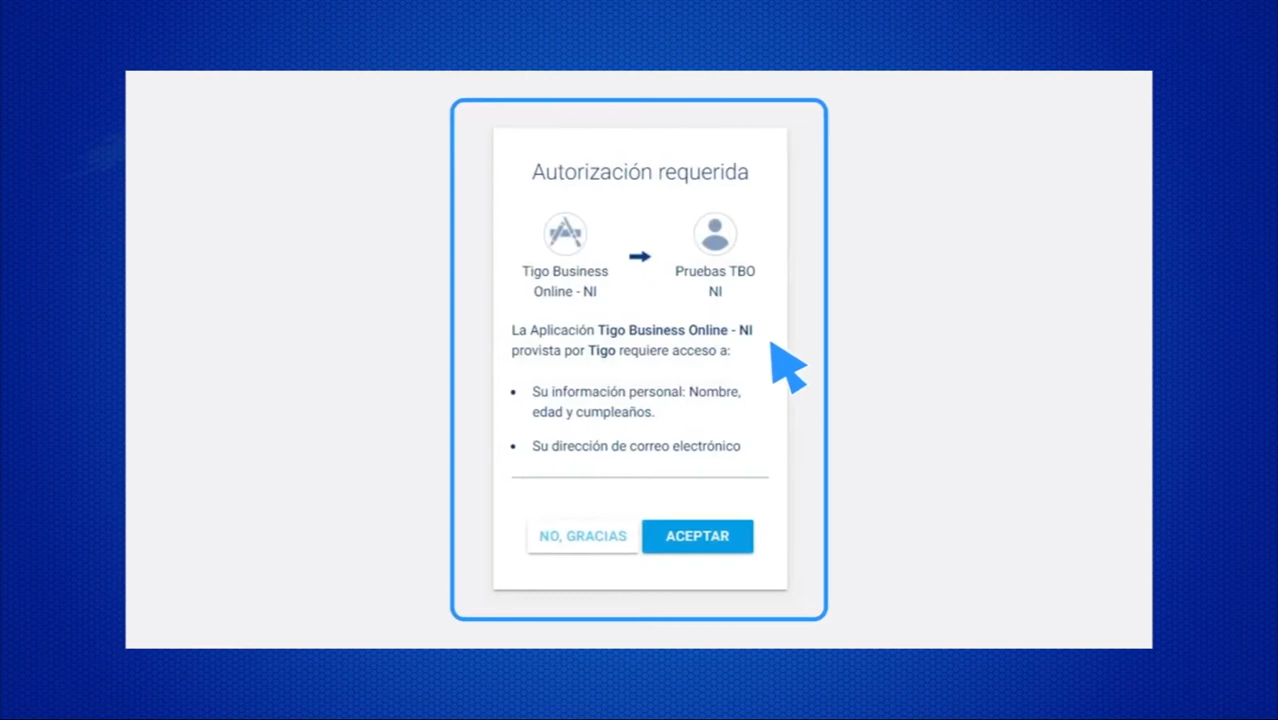 Autorización requerida
Tigo Business
Online - NI
Pruebas TBO
NI
La Aplicación Tigo Business Online - NI
provista por Tigo requiere acceso a:
• Su información personal: Nombre,
edad y cumpleaños.
• Su dirección de correo electrónico
NO, GRACIAS
ACEPTAR